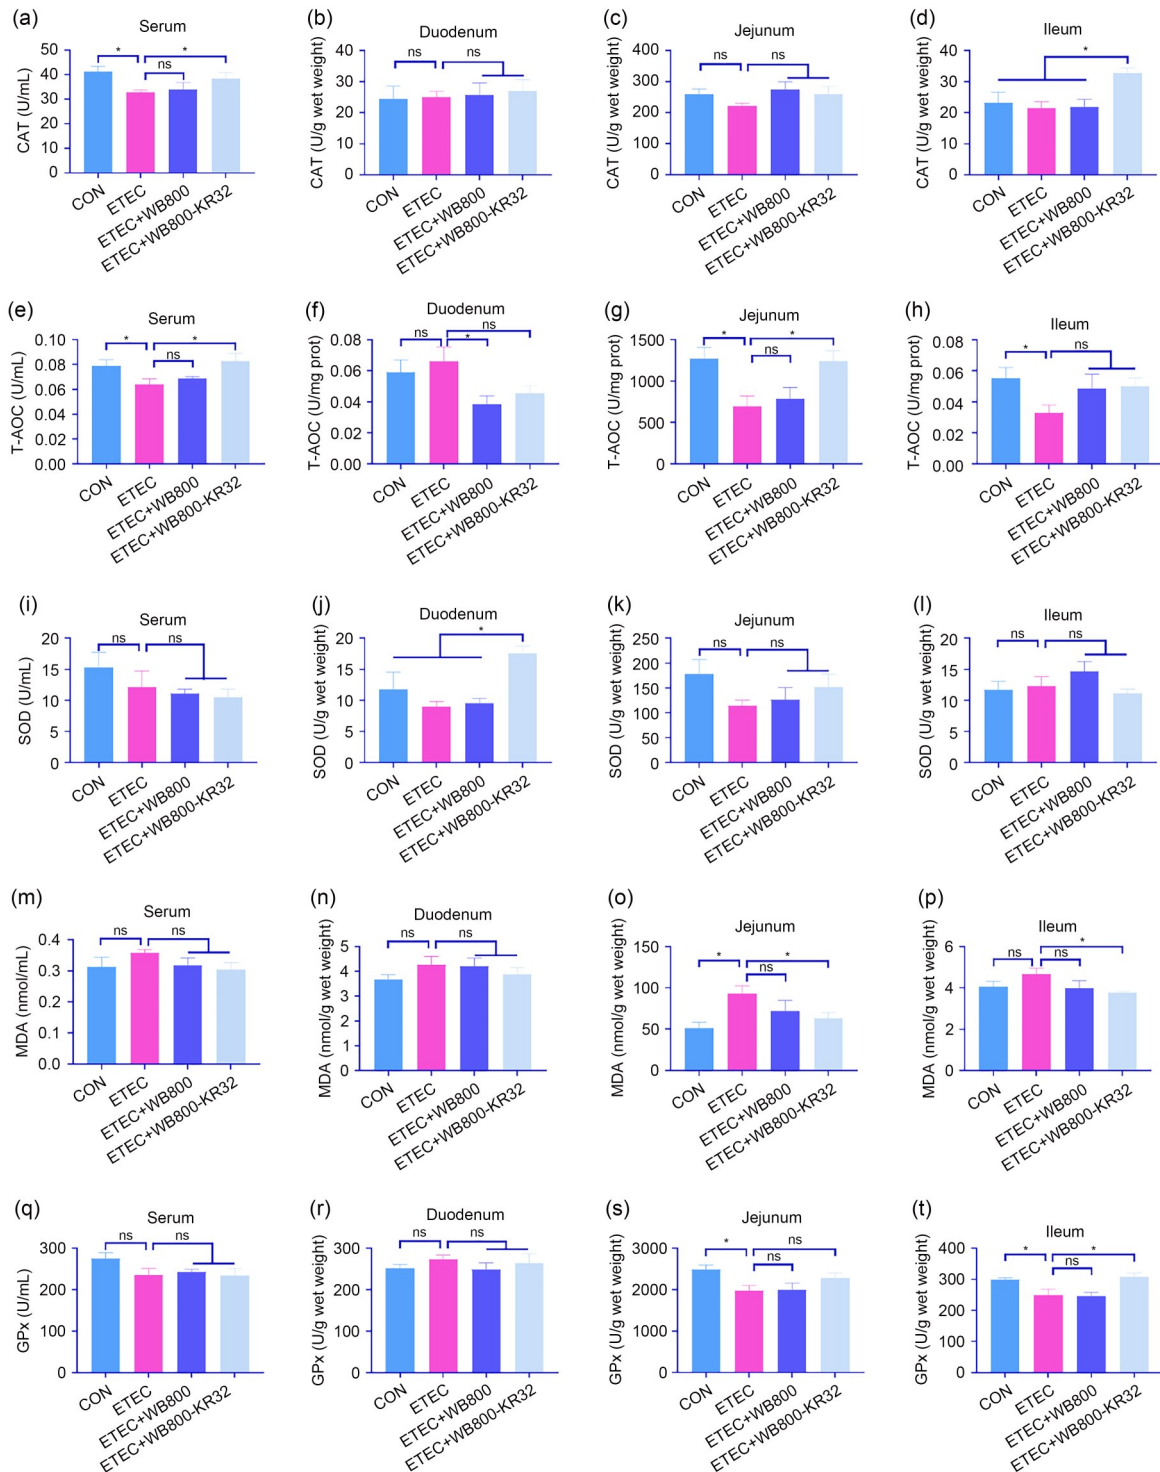 (a)
Serum
CAT (U/mL)
50
40
30
20
10
0
*
*
ns
CON
ETEC
ETEC+WB800
ETEC+WB800-KR32
(b)
Duodenum
CAT (U/g wet weight)
40
30
20
10
0
ns
ns
CON
ETEC
ETEC+WB800
ETEC+WB800-KR32
(c)
Jejunum
CAT (U/g wet weight)
400
300
200
100
0
ns
ns
CON
ETEC
ETEC+WB800
ETEC+WB800-KR32
(d)
Ileum
CAT (U/g wet weight)
40
30
20
10
0
*
CON
ETEC
ETEC+WB800
ETEC+WB800-KR32
(e)
Serum
T-AOC (U/mL)
0.10
0.08
0.06
0.04
0.02
0.00
*
*
ns
CON
ETEC
ETEC+WB800
ETEC+WB800-KR32
(f)
Duodenum
T-AOC (U/mg prot)
0.08
0.06
0.04
0.02
0.00
ns
ns
*
CON
ETEC
ETEC+WB800
ETEC+WB800-KR32
(g)
Jejunum
T-AOC (U/mg prot)
1500
1000
500
0
*
*
ns
CON
ETEC
ETEC+WB800
ETEC+WB800-KR32
(h)
Ileum
T-AOC (U/mg prot)
0.08
0.06
0.04
0.02
0.00
*
ns
CON
ETEC
ETEC+WB800
ETEC+WB800-KR32
(i)
Serum
SOD (U/mL)
20
15
10
5
0
ns
ns
CON
ETEC
ETEC+WB800
ETEC+WB800-KR32
(j)
Duodenum
SOD (U/g wet weight)
20
15
10
5
0
*
CON
ETEC
ETEC+WB800
ETEC+WB800-KR32
(k)
Jejunum
SOD (U/g wet weight)
250
200
150
100
50
0
ns
ns
CON
ETEC
ETEC+WB800
ETEC+WB800-KR32
(l)
Ileum
SOD (U/g wet weight)
20
15
10
5
0
ns
ns
CON
ETEC
ETEC+WB800
ETEC+WB800-KR32
(m)
Serum
MDA (nmol/mL)
0.4
0.3
0.2
0.1
0.0
ns
ns
CON
ETEC
ETEC+WB800
ETEC+WB800-KR32
(n)
Duodenum
MDA (nmol/g wet weight)
5
4
3
2
1
0
ns
ns
CON
ETEC
ETEC+WB800
ETEC+WB800-KR32
(o)
Jejunum
MDA (nmol/g wet weight)
150
100
50
0
*
*
ns
CON
ETEC
ETEC+WB800
ETEC+WB800-KR32
(p)
Ileum
MDA (nmol/g wet weight)
6
4
2
0
ns
*
ns
CON
ETEC
ETEC+WB800
ETEC+WB800-KR32
(q)
Serum
GPx (U/mL)
300
200
100
0
ns
ns
CON
ETEC
ETEC+WB800
ETEC+WB800-KR32
(r)
Duodenum
GPx (U/g wet weight)
300
200
100
0
ns
ns
CON
ETEC
ETEC+WB800
ETEC+WB800-KR32
(s)
Jejunum
GPx (U/g wet weight)
3000
2000
1000
0
*
ns
ns
CON
ETEC
ETEC+WB800
ETEC+WB800-KR32
(t)
Ileum
GPx (U/g wet weight)
400
300
200
100
0
*
*
ns
CON
ETEC
ETEC+WB800
ETEC+WB800-KR32